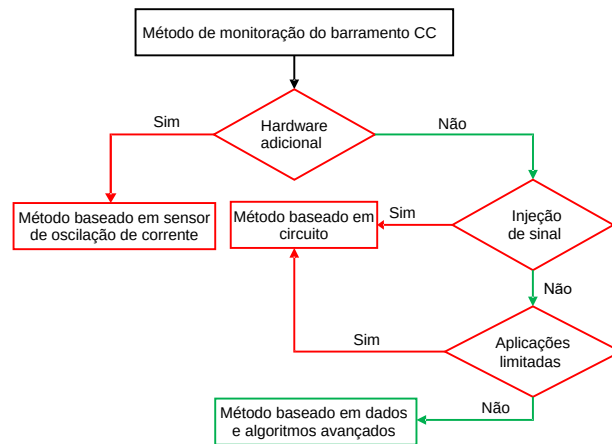 Método de monitoração do barramento CC
Sim
Hardware
adicional
Não
Método baseado em sensor
de oscilação de corrente
Método baseado em
circuito
Sim
Injeção
de sinal
Não
Sim
Aplicações
limitadas
Método baseado em dados
e algoritmos avançados
Não